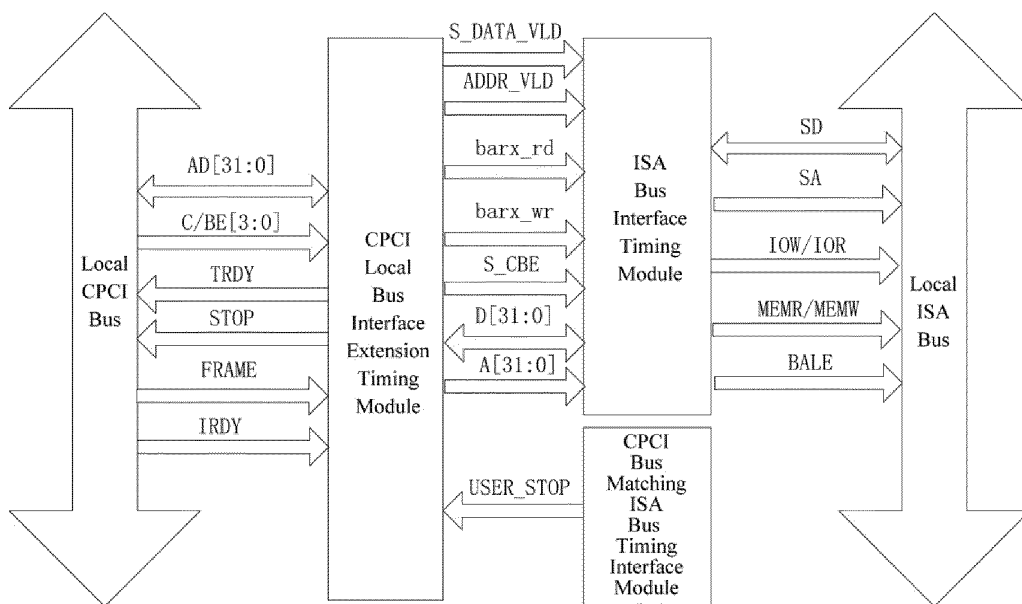 Local
CPCI
Bus
AD[31:0]
C/BE[3:0]
TRDY
STOP
FRAME
IRDY
CPCI
Local
Bus
Interface
Extension
Timing
Module
S_DATA_VLD
ADDR_VLD
barx_rd
barx_wr
S_CBE
D[31:0]
A[31:0]
USER_STOP
ISA
Bus
Interface
Timing
Module
CPCI
Bus
Matching
ISA
Bus
Timing
Interface
Module
SD
SA
IOW/IOR
MEMR/MEMW
BALE
Local
ISA
Bus